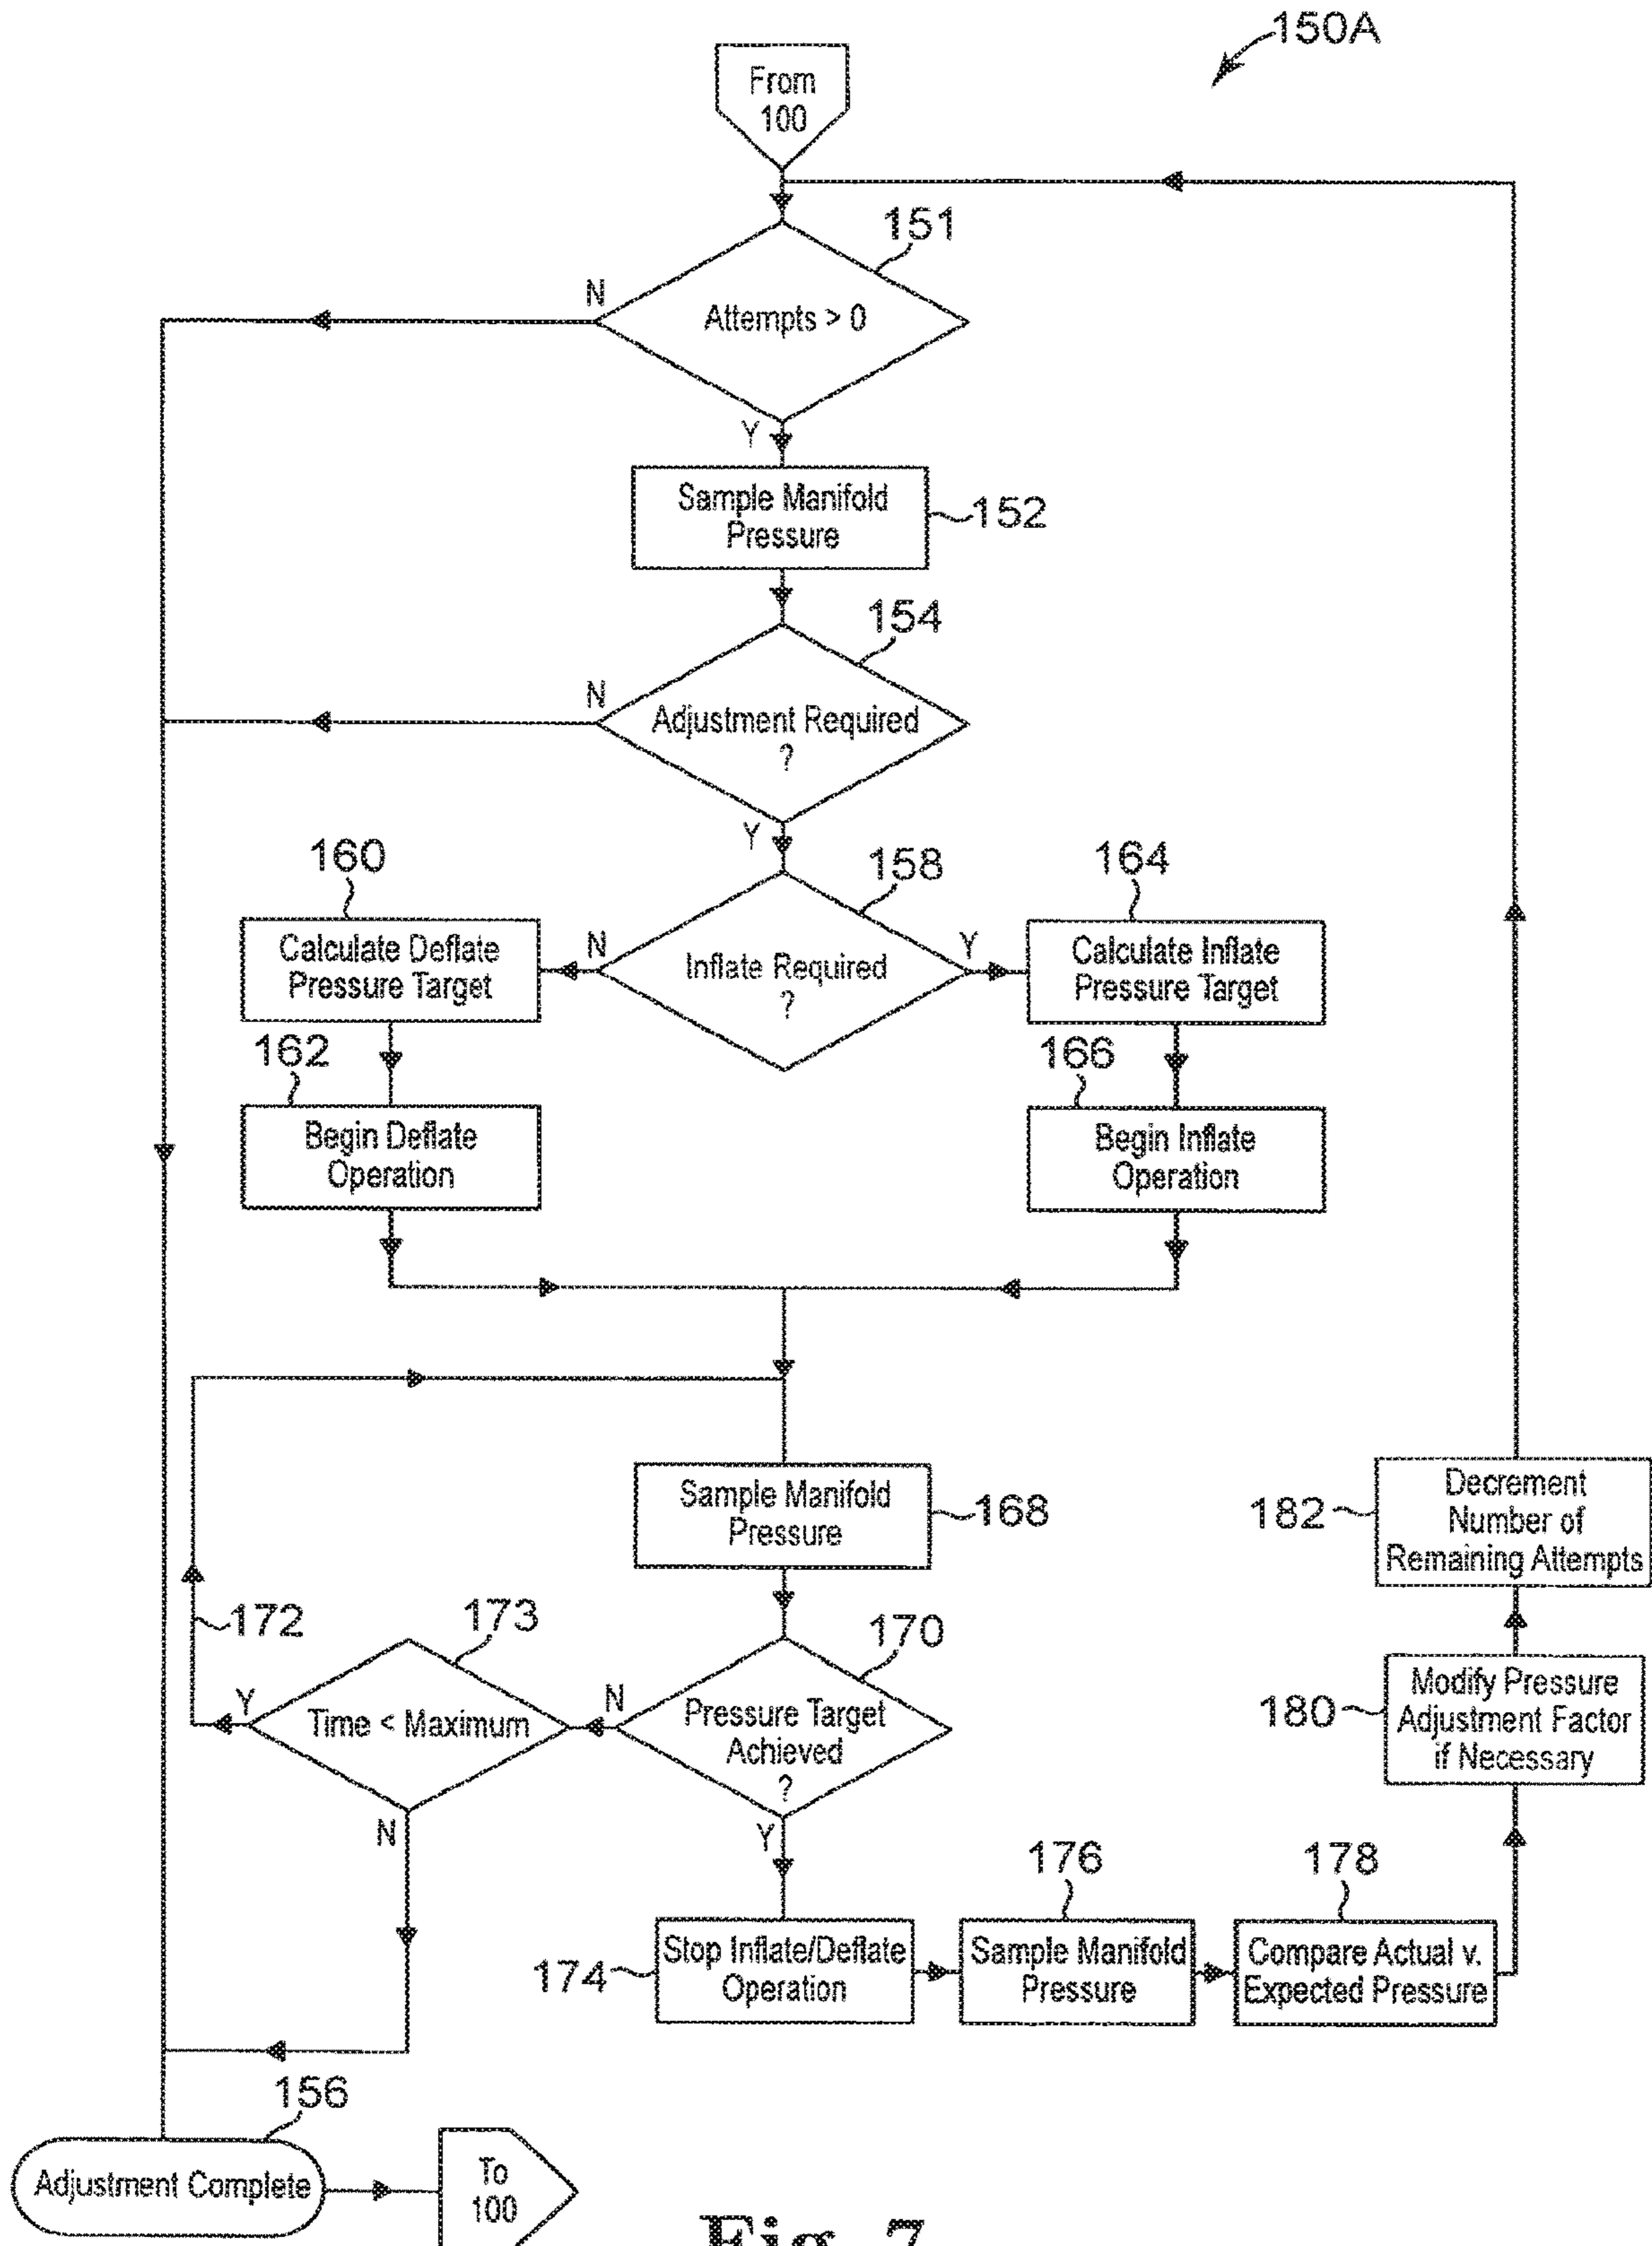 150A
From
100
151
N
Attempts > 0
Y
Sample Manifold
Pressure
152
154
N
Adjustment Required
?
Y
160
158
164
Calculate Deflate
Pressure Target
N
Inflate Required
?
Y
Calculate Inflate
Pressure Target
162
166
Begin Deflate
Operation
Begin Inflate
Operation
Sample Manifold
Pressure
168
182
Decrement
Number of
Remaining Attempts
172
173
170
Y
Time < Maximum
N
Pressure Target
Achieved
?
180
Modify Pressure
Adjustment Factor
if Necessary
N
Y
176
178
174
Stop Inflate/Deflate
Operation
Sample Manifold
Pressure
Compare Actual v.
Expected Pressure
156
Adjustment Complete
To
100
Fig. 7